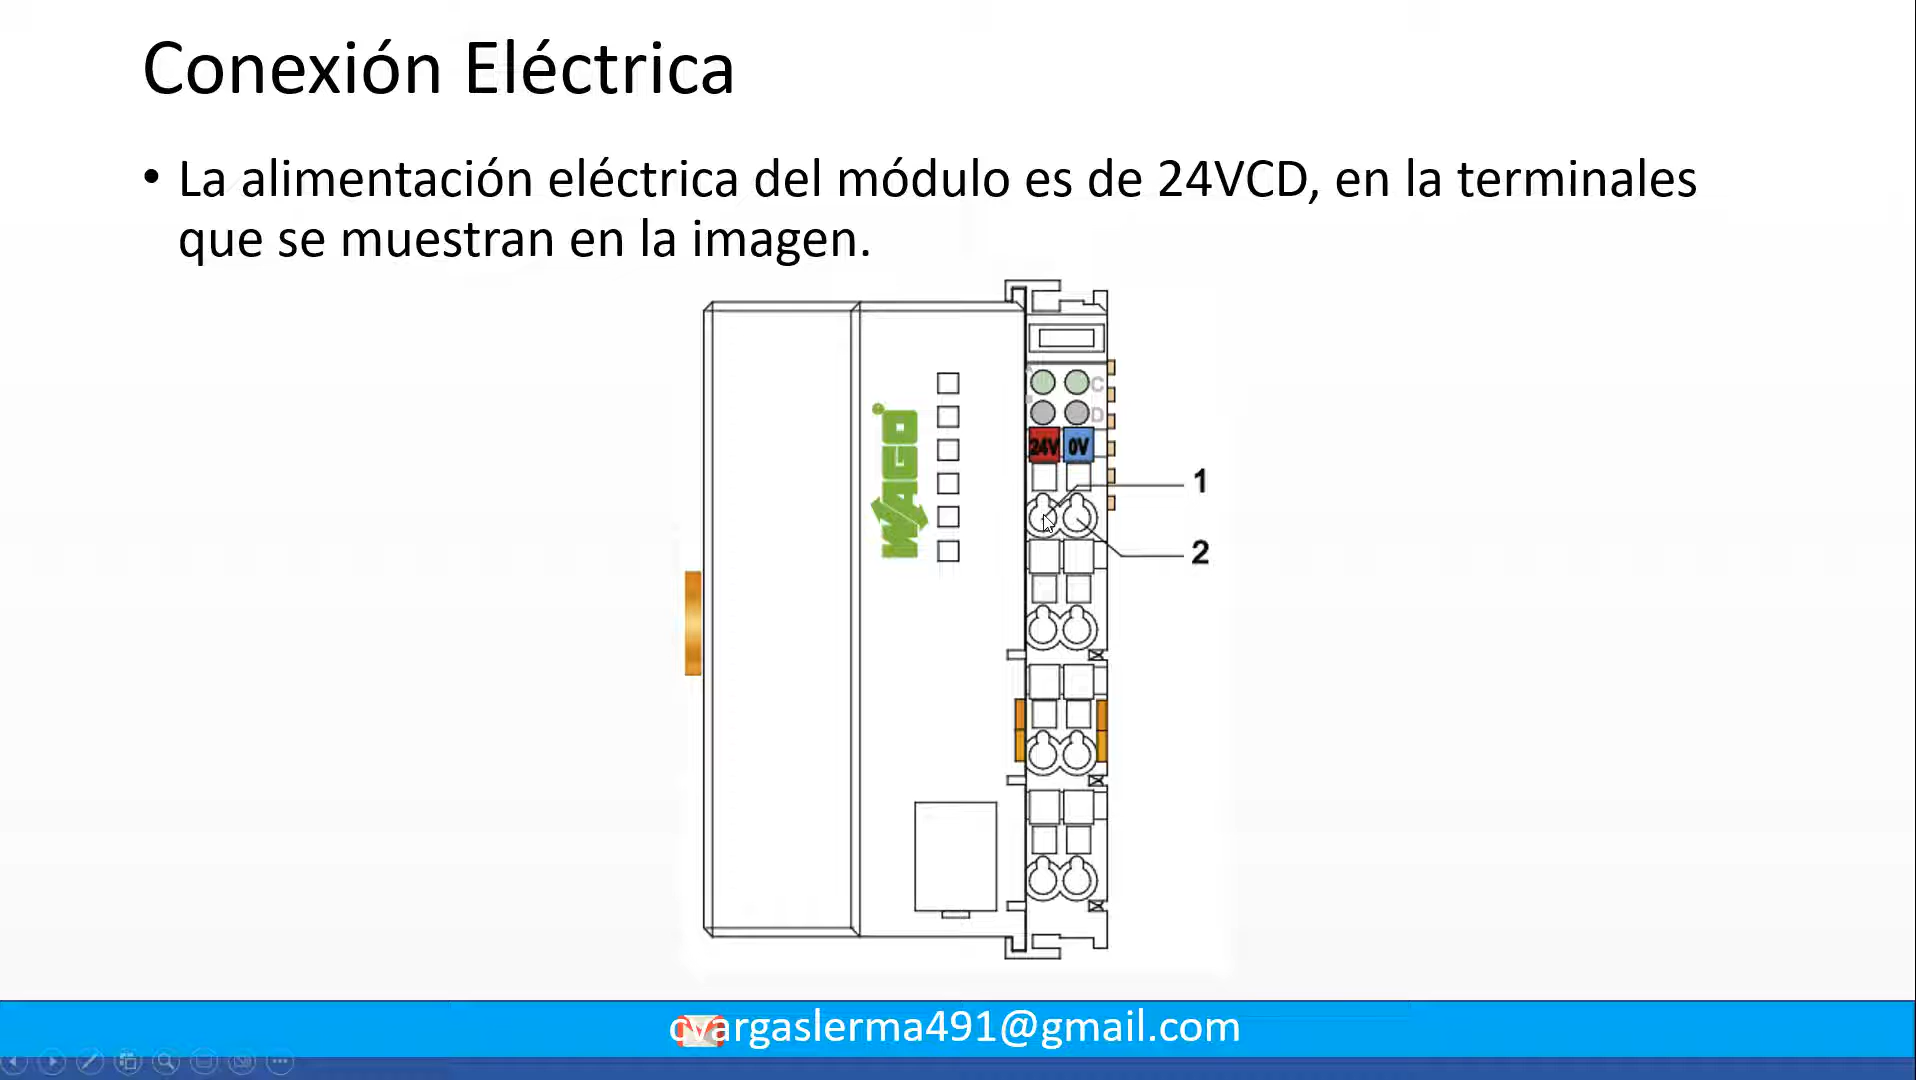 Conexión Eléctrica
• La alimentación eléctrica del módulo es de 24VCD, en la terminales
que se muestran en la imagen.
C
D
24V 0V
1
2
WAGO
cvargaslerma491@gmail.com